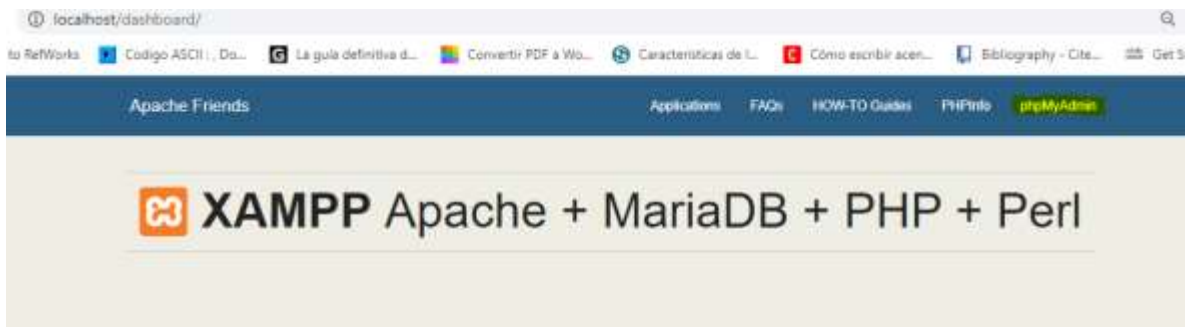 localhost/dashboard/
to RefWorks Codigo ASCII : , Do... La guía definitiva d... Convertir PDF a Wo... Características de l... Cómo escribir acen... Bibliography - Cite... Get S
Apache Friends Applications FAQs HOW-TO Guides PHPInfo phpMyAdmin
XAMPP Apache + MariaDB + PHP + Perl